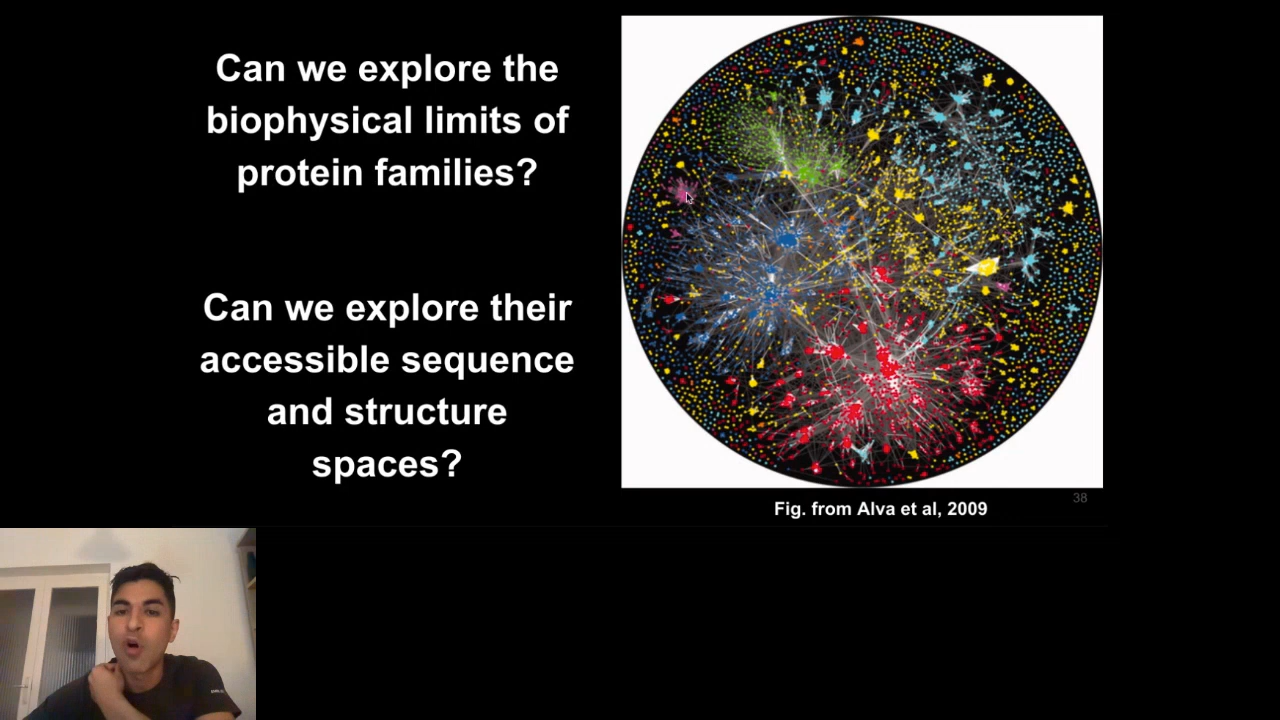 Can we explore the
biophysical limits of
protein families?
Can we explore their
accessible sequence
and structure
spaces?
38
Fig. from Alva et al, 2009